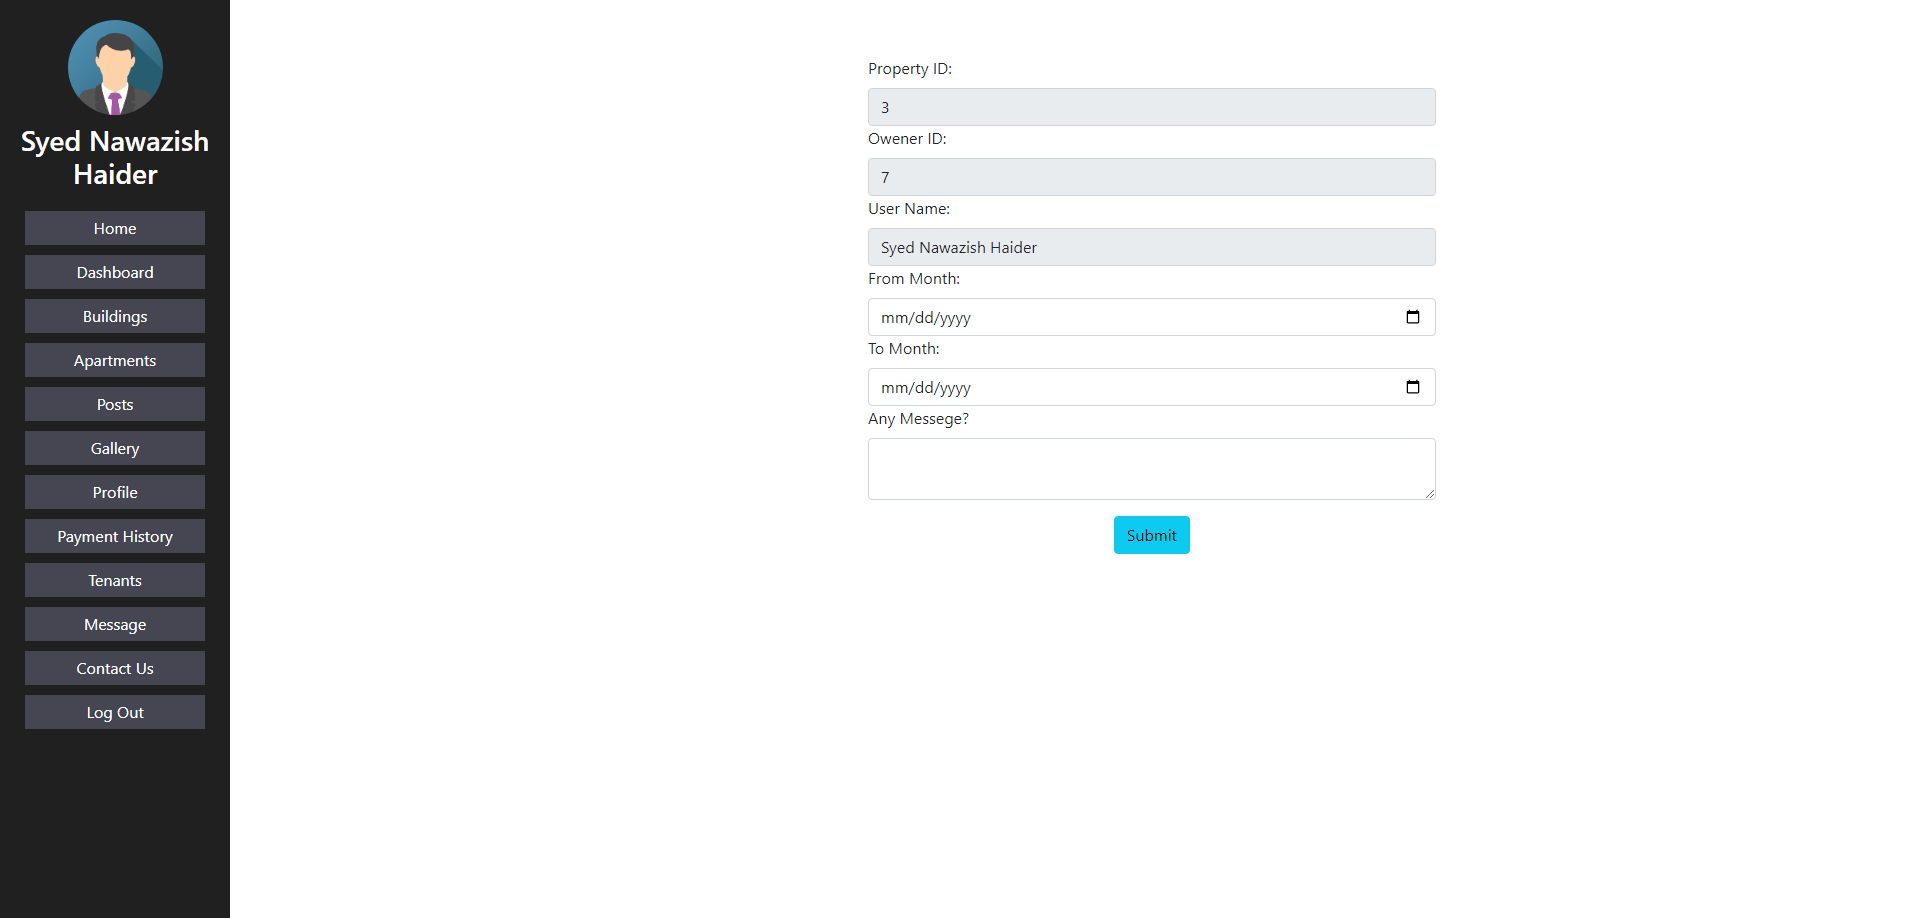 Syed Nawazish
Haider
Home
Dashboard
Buildings
Apartments
Posts
Gallery
Profile
Payment History
Tenants
Message
Contact Us
Log Out
Property ID:
3
Owener ID:
7
User Name:
Syed Nawazish Haider
From Month:
mm/dd/yyyy
To Month:
mm/dd/yyyy
Any Messege?
Submit